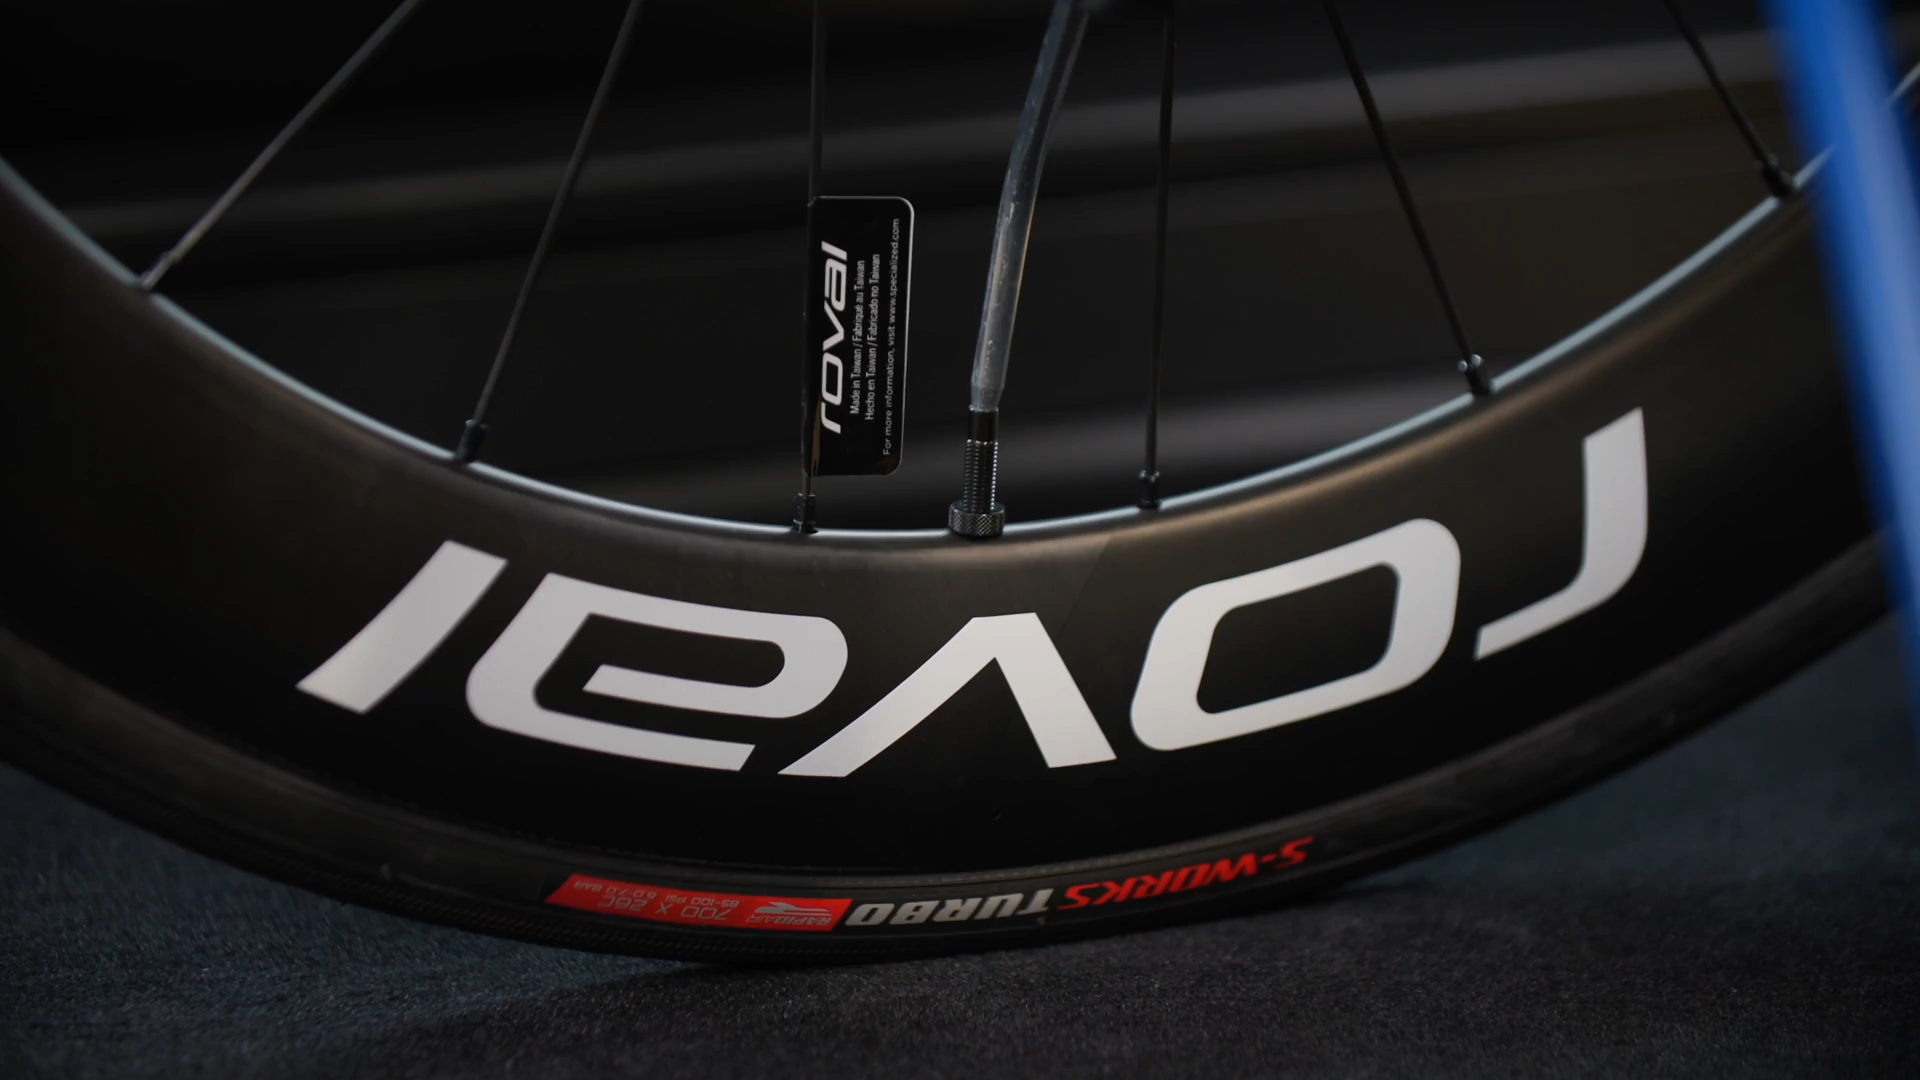 roval
Made in Taiwan / Fabriqué au Taiwan
Hecho en Taiwan / Fabricado no Taiwan
For more information, visit www.specialized.com
roval
S-WORKS TURBO
RAPIDAIR
700 X 26C
85-100 PSI 6.0-7.0 BAR